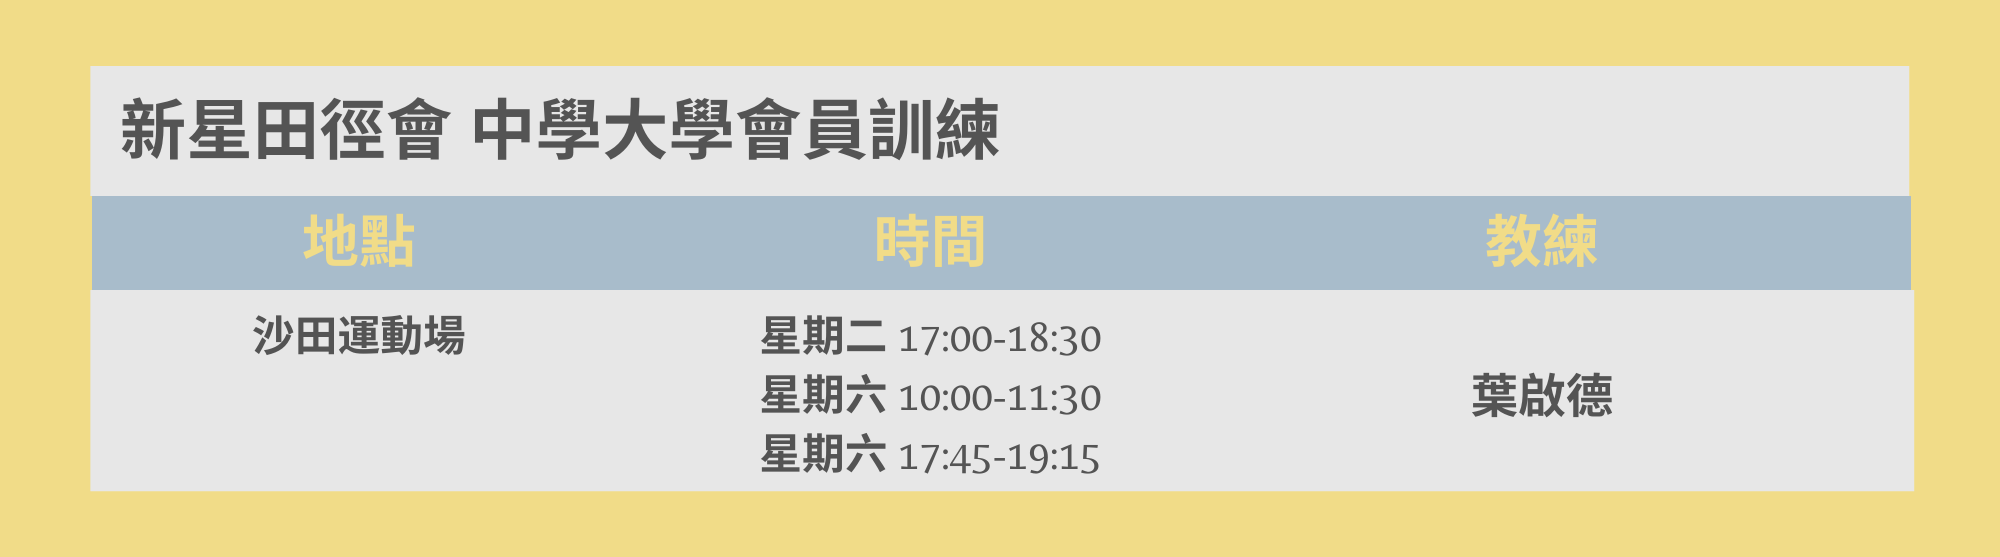 新星田徑會 中學大學會員訓練
地點 時間 教練
沙田運動場 星期二 17:00-18:30
星期六 10:00-11:30 葉啟德
星期六 17:45-19:15